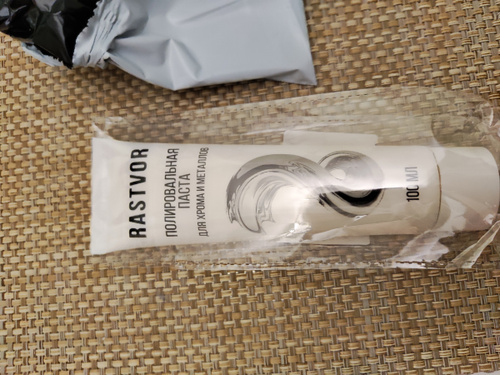 RASTVOR
ПОЛИРОВАЛЬНАЯ
ПАСТА
ДЛЯ ХРОМА И МЕТАЛЛОВ
100 МЛ